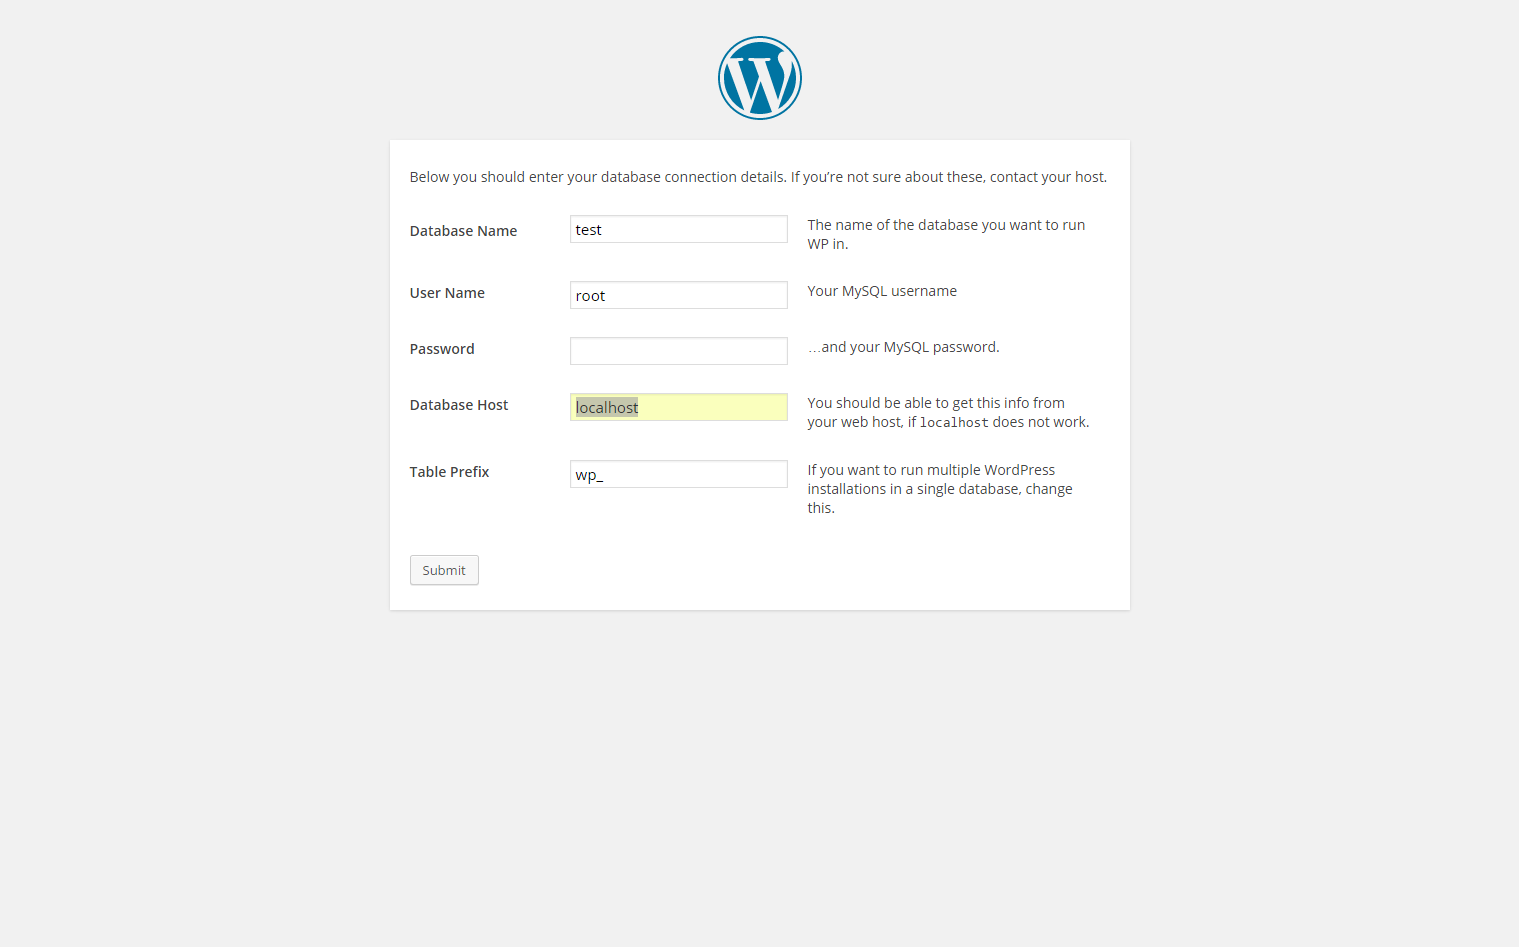 Below you should enter your database connection details. If you’re not sure about these, contact your host.
Database Name
test
The name of the database you want to run
WP in.
User Name
root
Your MySQL username
Password
…and your MySQL password.
Database Host
localhost
You should be able to get this info from
your web host, if localhost does not work.
Table Prefix
wp_
If you want to run multiple WordPress
installations in a single database, change
this.
Submit